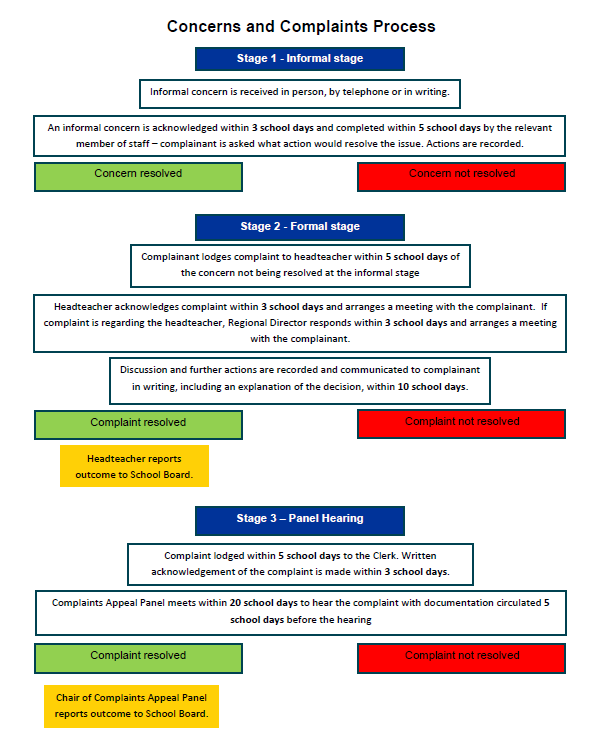 Concerns and Complaints Process
Stage 1 - Informal stage
Informal concern is received in person, by telephone or in writing.
An informal concern is acknowledged within 3 school days and completed within 5 school days by the relevant
member of staff – complainant is asked what action would resolve the issue. Actions are recorded.
Concern resolved
Concern not resolved
Stage 2 - Formal stage
Complainant lodges complaint to headteacher within 5 school days of
the concern not being resolved at the informal stage
Headteacher acknowledges complaint within 3 school days and arranges a meeting with the complainant. If
complaint is regarding the headteacher, Regional Director responds within 3 school days and arranges a meeting
with the complainant.
Discussion and further actions are recorded and communicated to complainant
in writing, including an explanation of the decision, within 10 school days.
Complaint resolved
Complaint not resolved
Headteacher reports
outcome to School Board.
Stage 3 – Panel Hearing
Complaint lodged within 5 school days to the Clerk. Written
acknowledgement of the complaint is made within 3 school days.
Complaints Appeal Panel meets within 20 school days to hear the complaint with documentation circulated 5
school days before the hearing
Complaint resolved
Complaint not resolved
Chair of Complaints Appeal Panel
reports outcome to School Board.